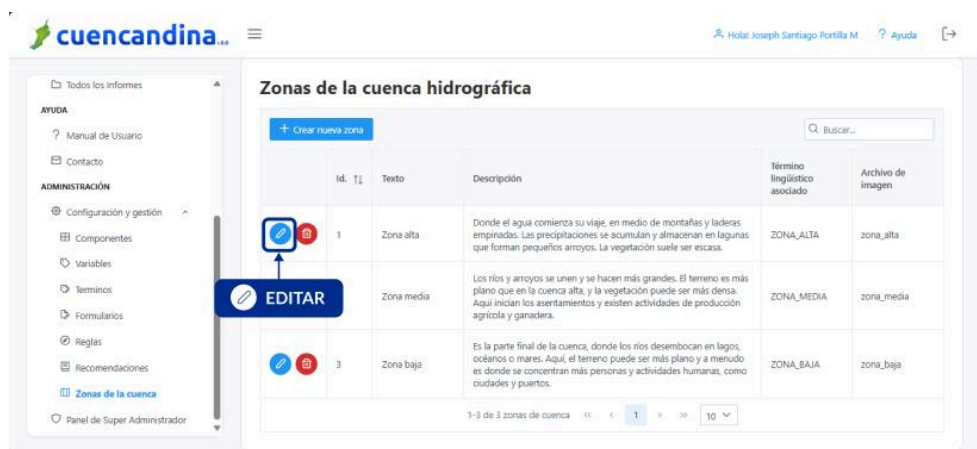 cuencandina v.2.0
Hola! Joseph Santiago Portilla M
? Ayuda
Todos los Informes
AYUDA
? Manual de Usuario
Contacto
ADMINISTRACIÓN
Configuración y gestión
Componentes
Variables
Terminos
Formularios
Reglas
Recomendaciones
Zonas de la cuenca
Panel de Super Administrador
Zonas de la cuenca hidrográfica
+ Crear nueva zona
Buscar...
Id.
Texto
Descripción
Término
lingüístico
asociado
Archivo de
imagen
1
Zona alta
Donde el agua comienza su viaje, en medio de montañas y laderas
empinadas. Las precipitaciones se acumulan y almacenan en lagunas
que forman pequeños arroyos. La vegetación suele ser escasa.
ZONA_ALTA
zona_alta
EDITAR
Zona media
Los ríos y arroyos se unen y se hacen más grandes. El terreno es más
plano que en la cuenca alta, y la vegetación puede ser más densa.
Aqui inician los asentamientos y existen actividades de producción
agrícola y ganadera.
ZONA_MEDIA
zona_media
3
Zona baja
Es la parte final de la cuenca, donde los ríos desembocan en lagos,
océanos o mares. Aquí, el terreno puede ser más plano y a menudo
es donde se concentran más personas y actividades humanas, como
ciudades y puertos.
ZONA_BAJA
zona_baja
1-3 de 3 zonas de cuenca << < 1 > >> 10